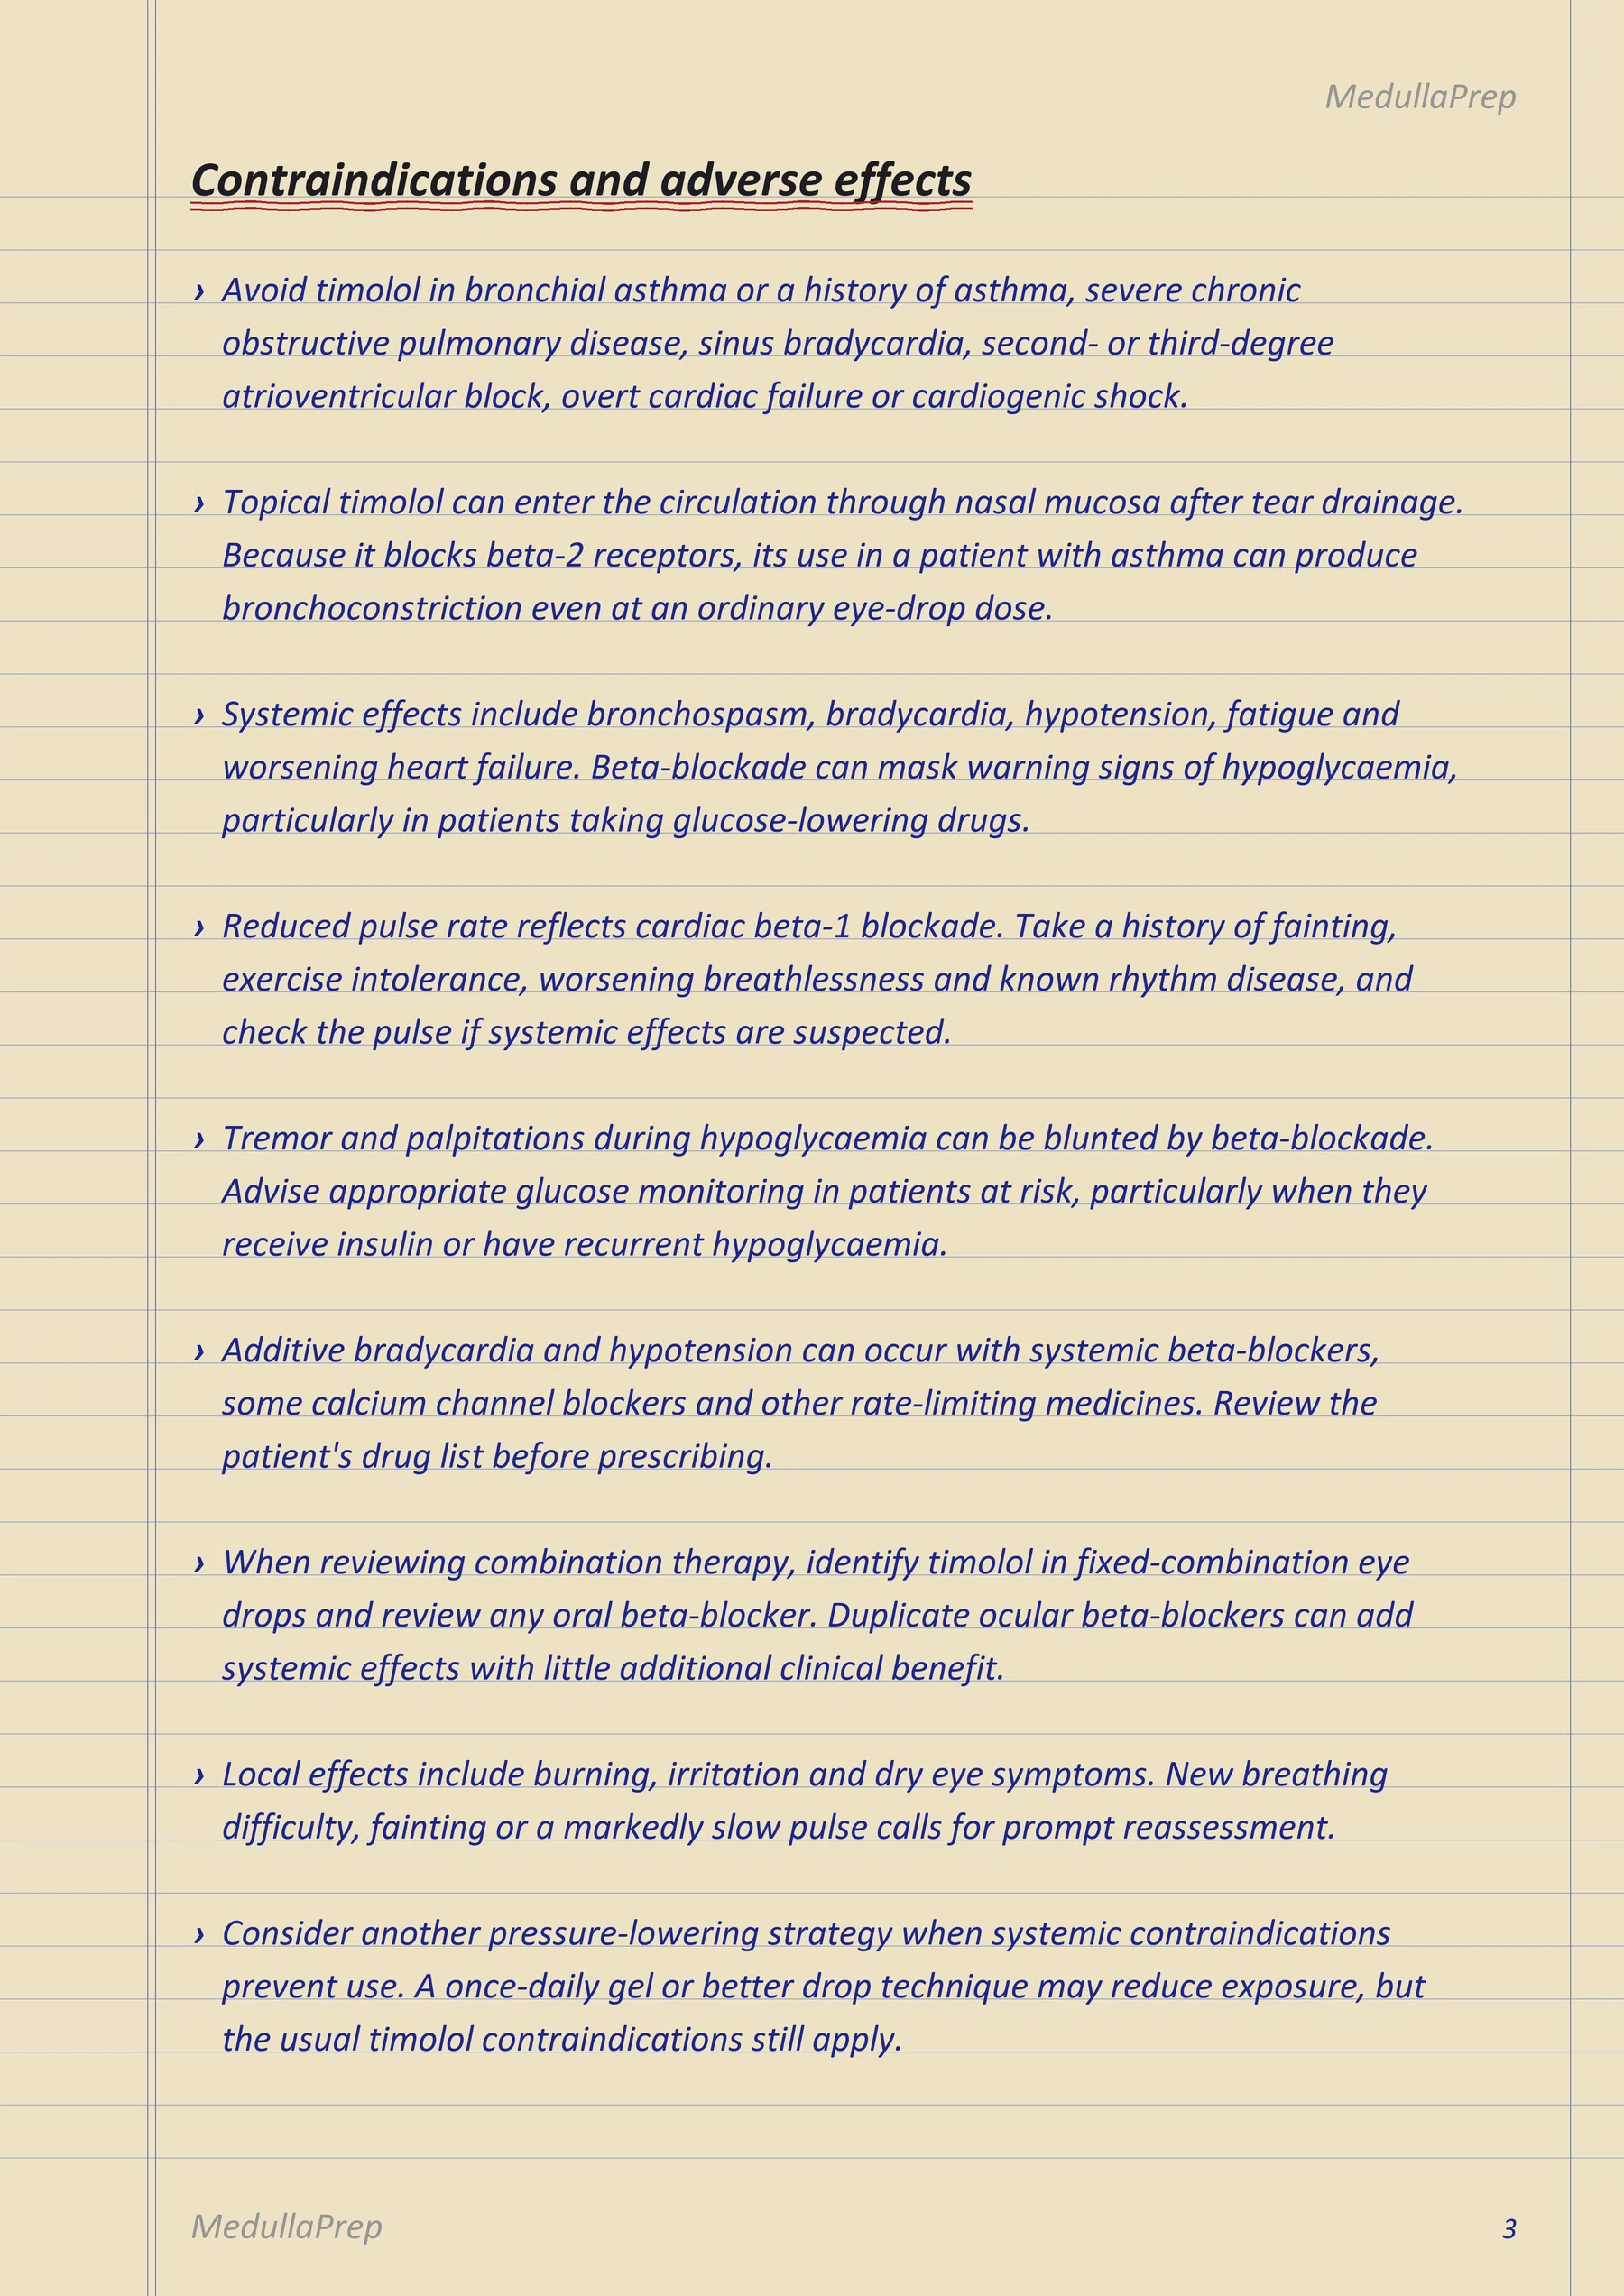 MedullaPrep
Contraindications and adverse effects
› Avoid timolol in bronchial asthma or a history of asthma, severe chronic
obstructive pulmonary disease, sinus bradycardia, second- or third-degree
atrioventricular block, overt cardiac failure or cardiogenic shock.
› Topical timolol can enter the circulation through nasal mucosa after tear drainage.
Because it blocks beta-2 receptors, its use in a patient with asthma can produce
bronchoconstriction even at an ordinary eye-drop dose.
› Systemic effects include bronchospasm, bradycardia, hypotension, fatigue and
worsening heart failure. Beta-blockade can mask warning signs of hypoglycaemia,
particularly in patients taking glucose-lowering drugs.
› Reduced pulse rate reflects cardiac beta-1 blockade. Take a history of fainting,
exercise intolerance, worsening breathlessness and known rhythm disease, and
check the pulse if systemic effects are suspected.
› Tremor and palpitations during hypoglycaemia can be blunted by beta-blockade.
Advise appropriate glucose monitoring in patients at risk, particularly when they
receive insulin or have recurrent hypoglycaemia.
› Additive bradycardia and hypotension can occur with systemic beta-blockers,
some calcium channel blockers and other rate-limiting medicines. Review the
patient's drug list before prescribing.
› When reviewing combination therapy, identify timolol in fixed-combination eye
drops and review any oral beta-blocker. Duplicate ocular beta-blockers can add
systemic effects with little additional clinical benefit.
› Local effects include burning, irritation and dry eye symptoms. New breathing
difficulty, fainting or a markedly slow pulse calls for prompt reassessment.
› Consider another pressure-lowering strategy when systemic contraindications
prevent use. A once-daily gel or better drop technique may reduce exposure, but
the usual timolol contraindications still apply.
MedullaPrep
3